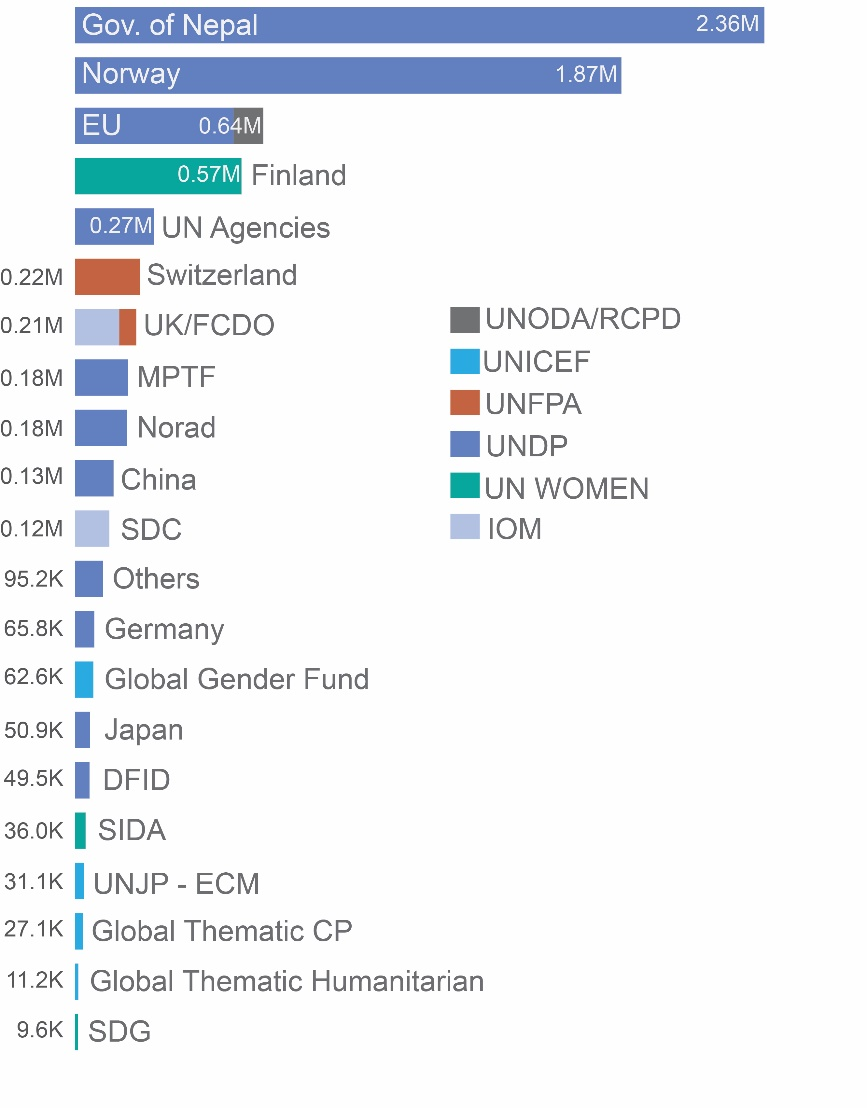 Gov. of Nepal 2.36M
Norway 1.87M
EU 0.64M
0.57M Finland
0.27M UN Agencies
0.22M Switzerland
0.21M UK/FCDO
0.18M MPTF
0.18M Norad
0.13M China
0.12M SDC
95.2K Others
65.8K Germany
62.6K Global Gender Fund
50.9K Japan
49.5K DFID
36.0K SIDA
31.1K UNJP - ECM
27.1K Global Thematic CP
11.2K Global Thematic Humanitarian
9.6K SDG
UNODA/RCPD
UNICEF
UNFPA
UNDP
UN WOMEN
IOM